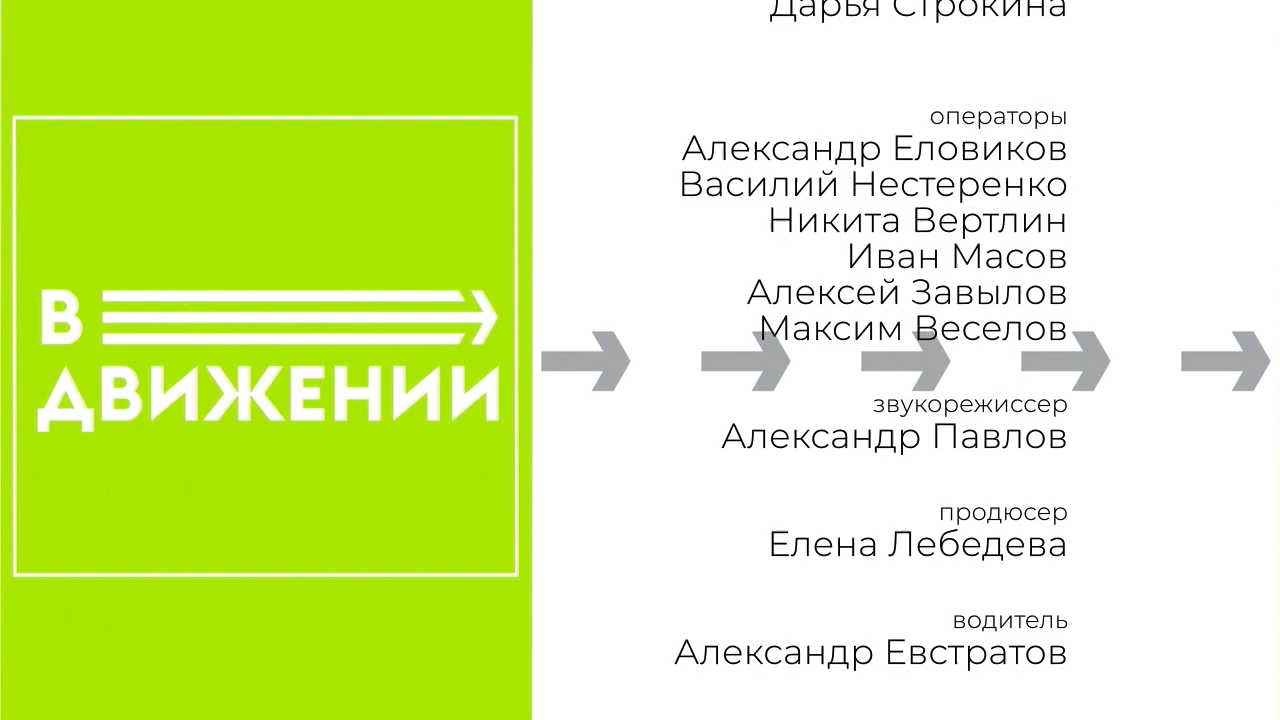 В
ДВИЖЕНИИ
Дарья Строкина
операторы
Александр Еловиков
Василий Нестеренко
Никита Вертлин
Иван Масов
Алексей Завылов
Максим Веселов
звукорежиссер
Александр Павлов
продюсер
Елена Лебедева
водитель
Александр Евстратов